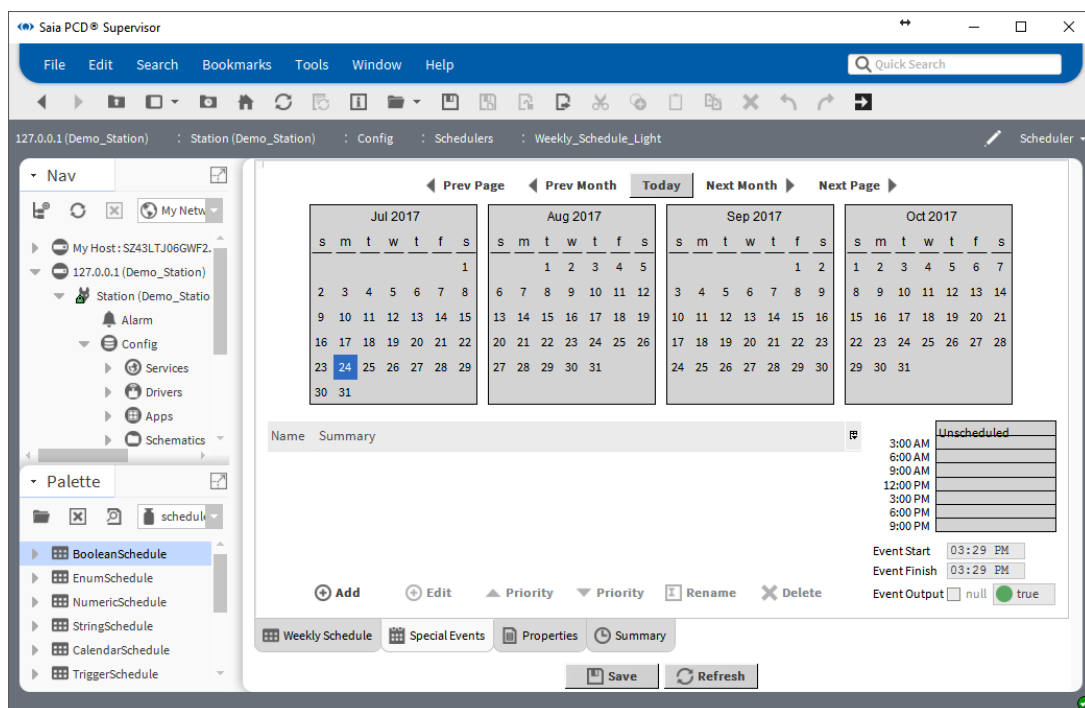 Saia PCD® Supervisor
File Edit Search Bookmarks Tools Window Help Quick Search
127.0.0.1 (Demo_Station) : Station (Demo_Station) : Config : Schedulers : Weekly_Schedule_Light Scheduler
Nav
My Netw
My Host : SZ43LTJ06GWF2.
127.0.0.1 (Demo_Station)
Station (Demo_Statio
Alarm
Config
Services
Drivers
Apps
Schematics
Palette
schedule
BooleanSchedule
EnumSchedule
NumericSchedule
StringSchedule
CalendarSchedule
TriggerSchedule
Prev Page Prev Month Today Next Month Next Page
Jul 2017
s m t w t f s
1
2 3 4 5 6 7 8
9 10 11 12 13 14 15
16 17 18 19 20 21 22
23 24 25 26 27 28 29
30 31
Aug 2017
s m t w t f s
1 2 3 4 5
6 7 8 9 10 11 12
13 14 15 16 17 18 19
20 21 22 23 24 25 26
27 28 29 30 31
Sep 2017
s m t w t f s
1 2
3 4 5 6 7 8 9
10 11 12 13 14 15 16
17 18 19 20 21 22 23
24 25 26 27 28 29 30
Oct 2017
s m t w t f s
1 2 3 4 5 6 7
8 9 10 11 12 13 14
15 16 17 18 19 20 21
22 23 24 25 26 27 28
29 30 31
Name Summary
Unscheduled
3:00 AM
6:00 AM
9:00 AM
12:00 PM
3:00 PM
6:00 PM
9:00 PM
Event Start 03:29 PM
Event Finish 03:29 PM
Event Output null true
Add Edit Priority Priority Rename Delete
Weekly Schedule Special Events Properties Summary
Save Refresh